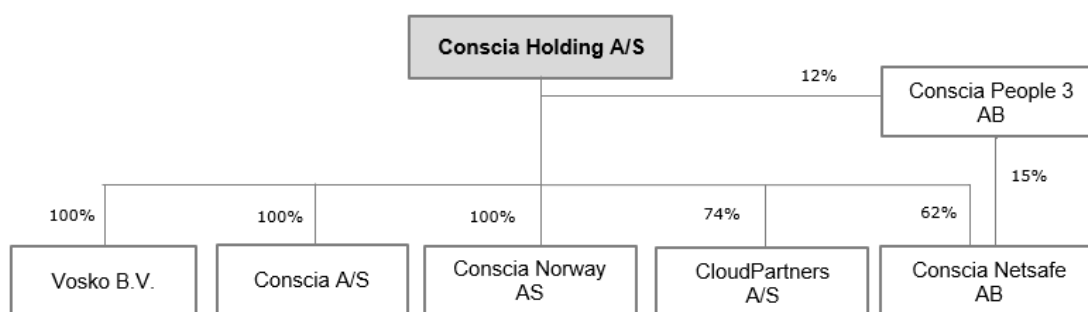 Conscia Holding A/S
12%
Conscia People 3
AB
15%
100%
100%
100%
74%
62%
Vosko B.V.
Conscia A/S
Conscia Norway
AS
CloudPartners
A/S
Conscia Netsafe
AB